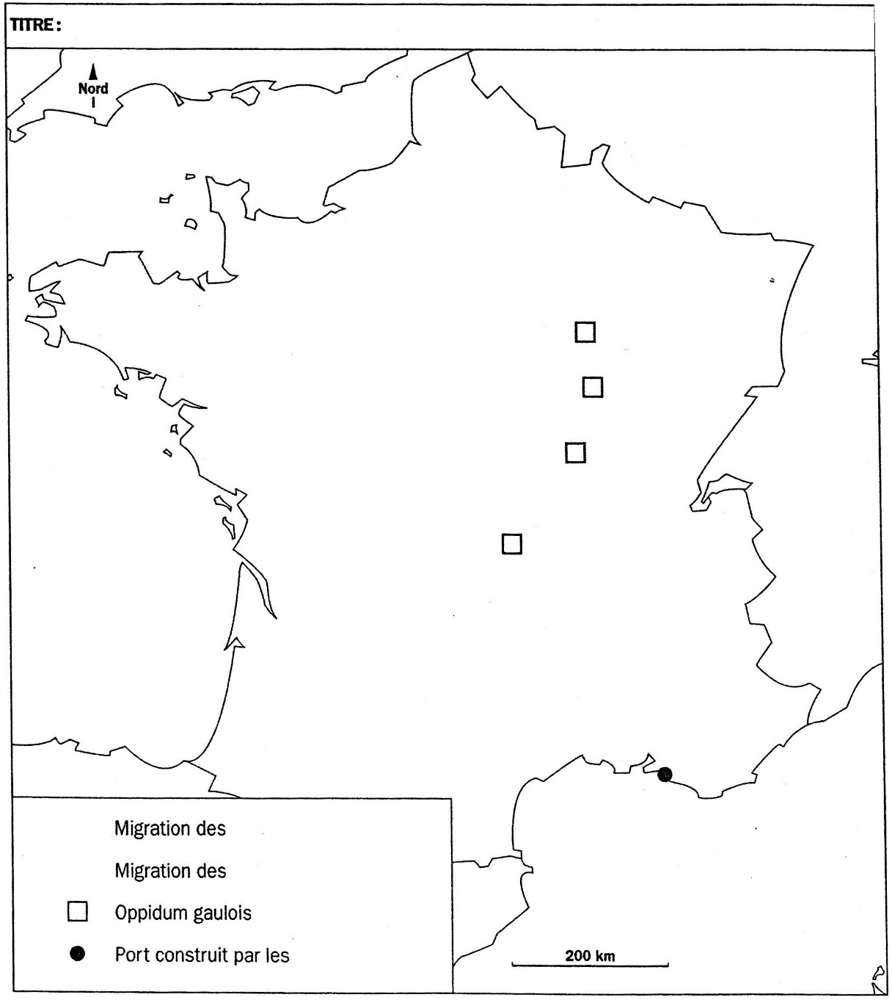 TITRE :
Nord
Migration des
Migration des
Oppidum gaulois
Port construit par les
200 km